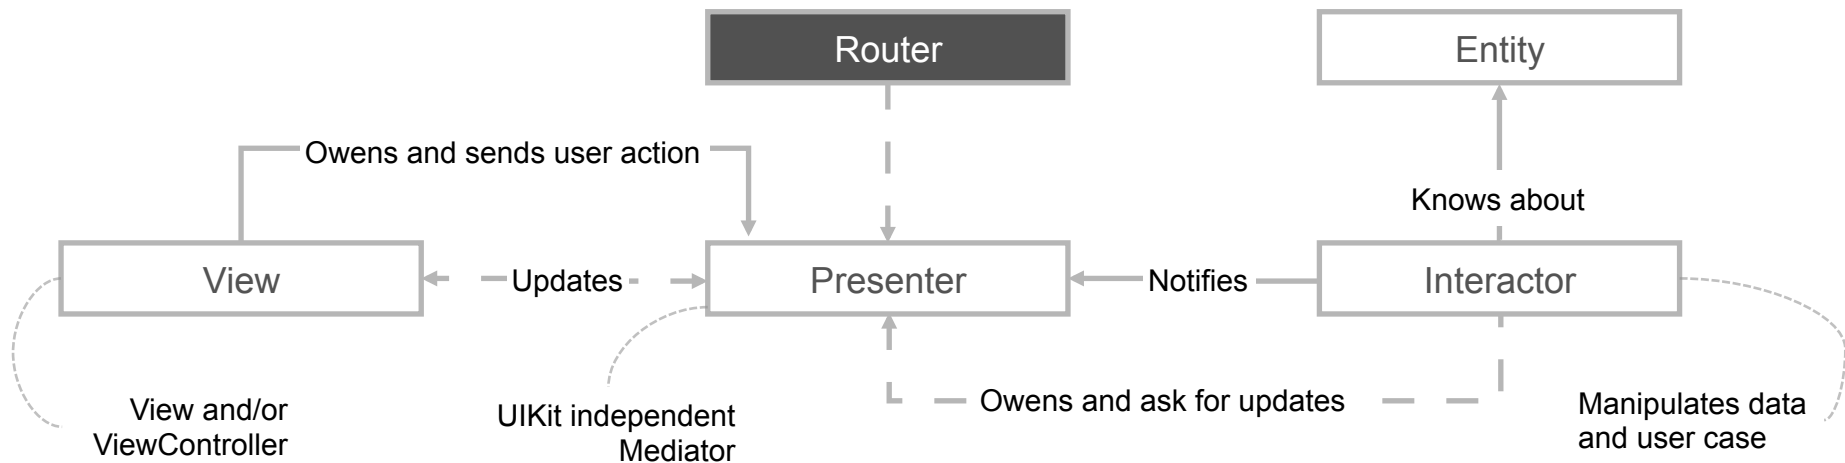 Router
Entity
Owens and sends user action
Knows about
View
Updates
Presenter
Notifies
Interactor
View and/or
ViewController
UIKit independent
Mediator
Owens and ask for updates
Manipulates data
and user case